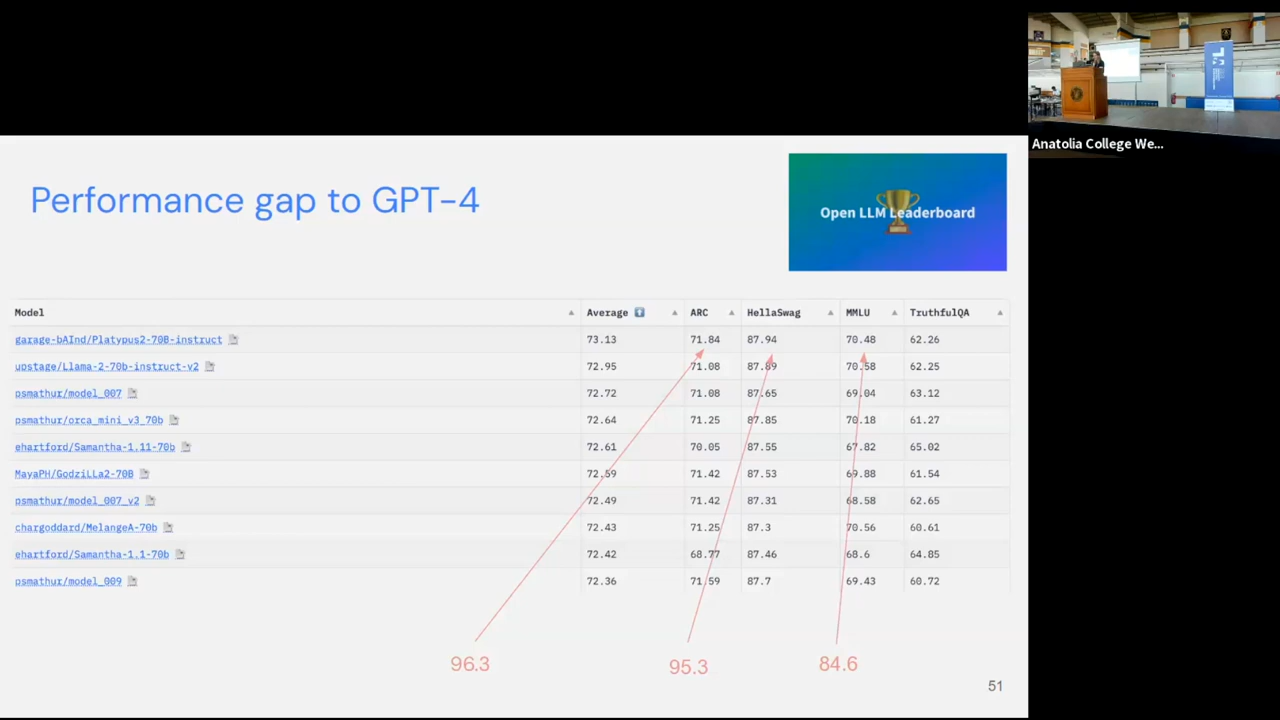 Anatolia College We...
Performance gap to GPT-4
Open LLM Leaderboard
Model Average ARC HellaSwag MMLU TruthfulQA
garage-bAInd/Platypus2-70B-instruct 73.13 71.84 87.94 70.48 62.26
upstage/Llama-2-70b-instruct-v2 72.95 71.08 87.89 70.58 62.25
psmathur/model_007 72.72 71.08 87.65 69.04 63.12
psmathur/orca_mini_v3_70b 72.64 71.25 87.85 70.18 61.27
ehartford/Samantha-1.11-70b 72.61 70.05 87.55 67.82 65.02
MayaPH/GodziLLa2-70B 72.59 71.42 87.53 69.88 61.54
psmathur/model_007_v2 72.49 71.42 87.31 68.58 62.65
chargoddard/MelangeA-70b 72.43 71.25 87.3 70.56 60.61
ehartford/Samantha-1.1-70b 72.42 68.77 87.46 68.6 64.85
psmathur/model_009 72.36 71.59 87.7 69.43 60.72
96.3 95.3 84.6
51